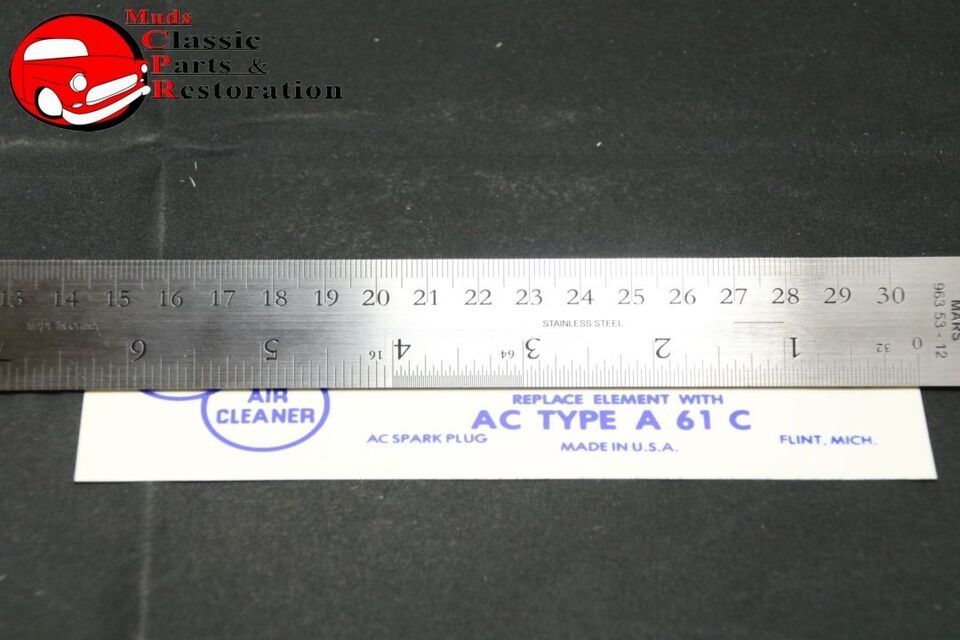 Muds
Classic
Parts &
Restoration
13 14 15 16 17 18 19 20 21 22 23 24 25 26 27 28 29 30
STAINLESS STEEL
MARS
963 53 - 12
6 5 16 4 64 3 2 1 32 0
AIR
CLEANER
REPLACE ELEMENT WITH
AC TYPE A 61 C
AC SPARK PLUG
MADE IN U.S.A.
FLINT, MICH.